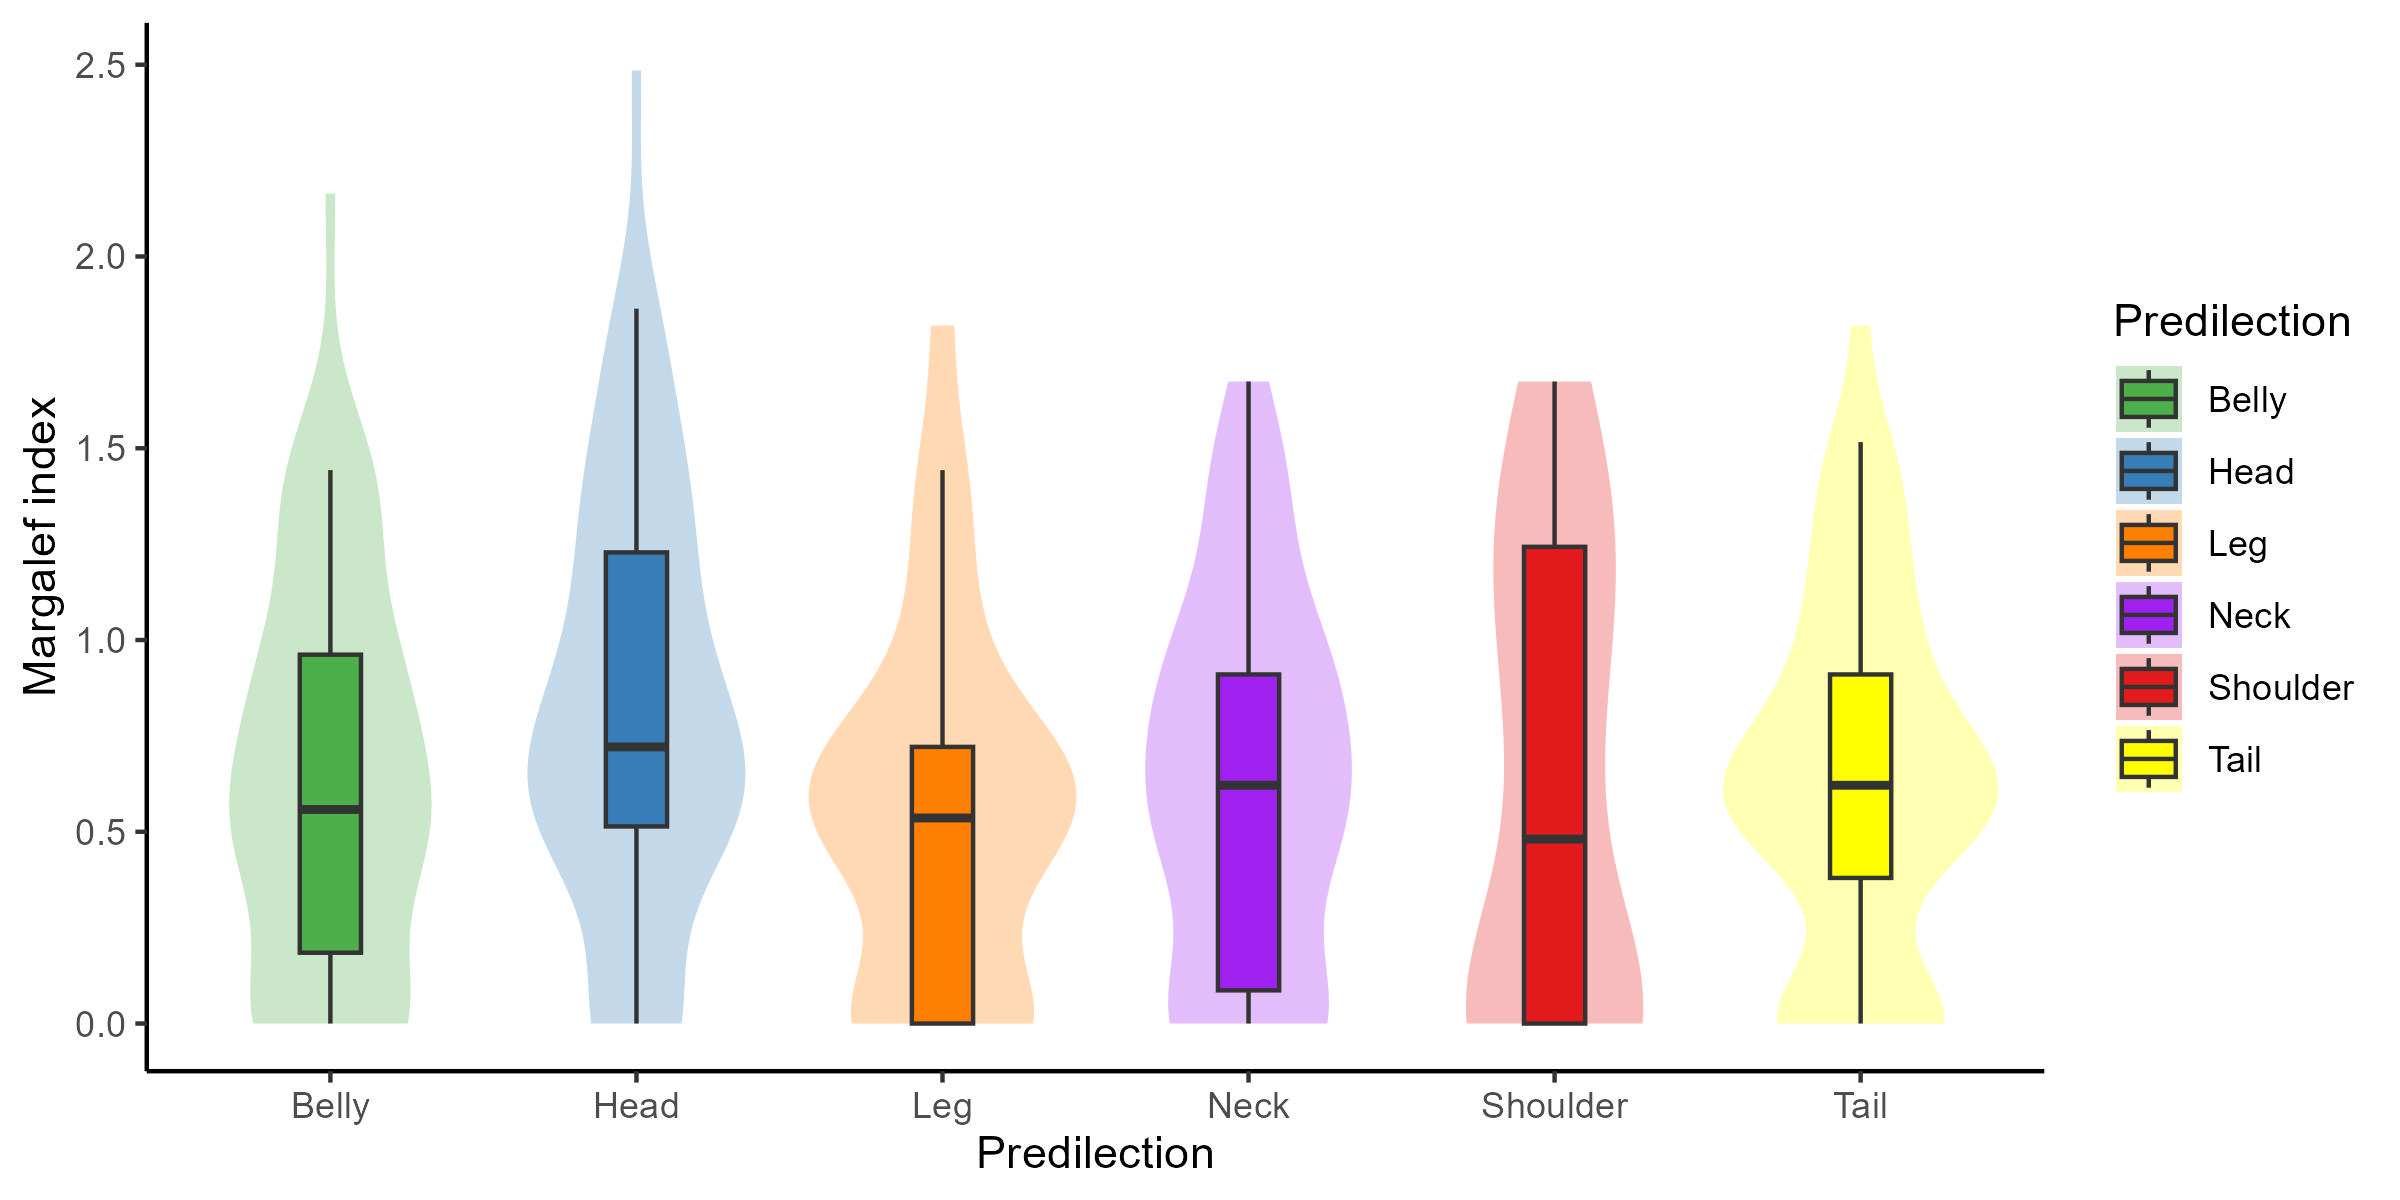 2.5
2.0
1.5
1.0
0.5
0.0
Margalef index
Belly
Head
Leg
Neck
Shoulder
Tail
Predilection
Predilection
Belly
Head
Leg
Neck
Shoulder
Tail